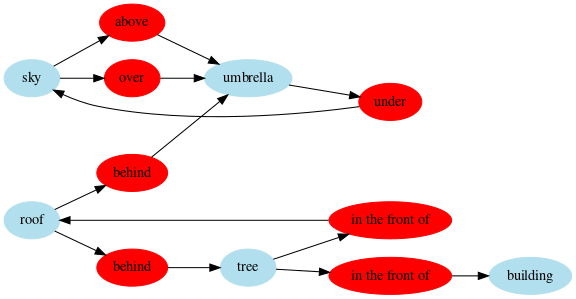 above
sky
over
umbrella
under
behind
roof
in the front of
behind
tree
in the front of
building